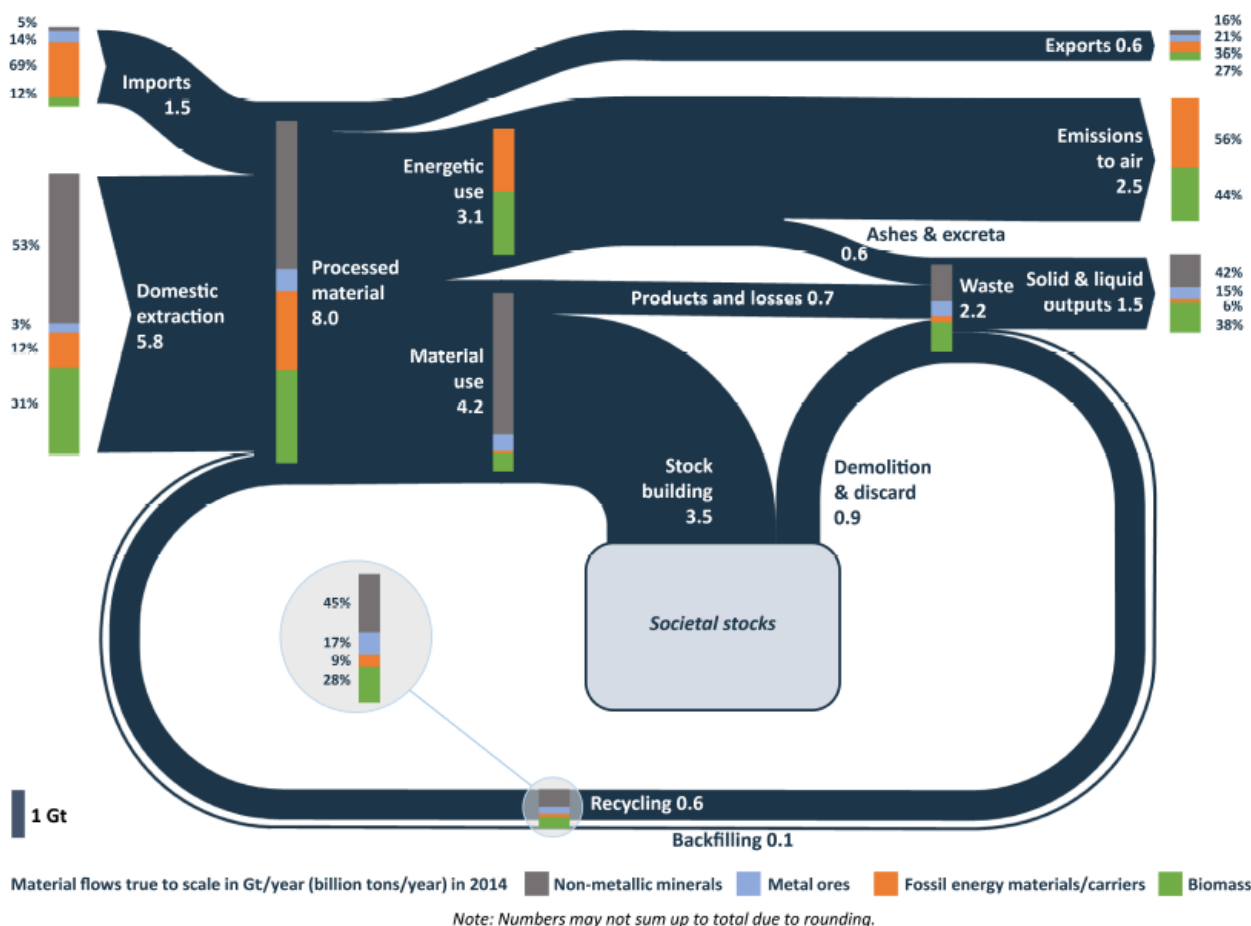 5%
14%
69%
12%
Imports
1.5
53%
3%
12%
31%
Domestic
extraction
5.8
Processed
material
8.0
Energetic
use
3.1
Material
use
4.2
Exports 0.6
16%
21%
36%
27%
Emissions
to air
2.5
56%
44%
Ashes & excreta
0.6
Products and losses 0.7
Waste
2.2
Solid & liquid
outputs 1.5
42%
15%
6%
38%
Stock
building
3.5
Demolition
& discard
0.9
Societal stocks
45%
17%
9%
28%
Recycling 0.6
Backfilling 0.1
1 Gt
Material flows true to scale in Gt/year (billion tons/year) in 2014
Non-metallic minerals
Metal ores
Fossil energy materials/carriers
Biomass
Note: Numbers may not sum up to total due to rounding.